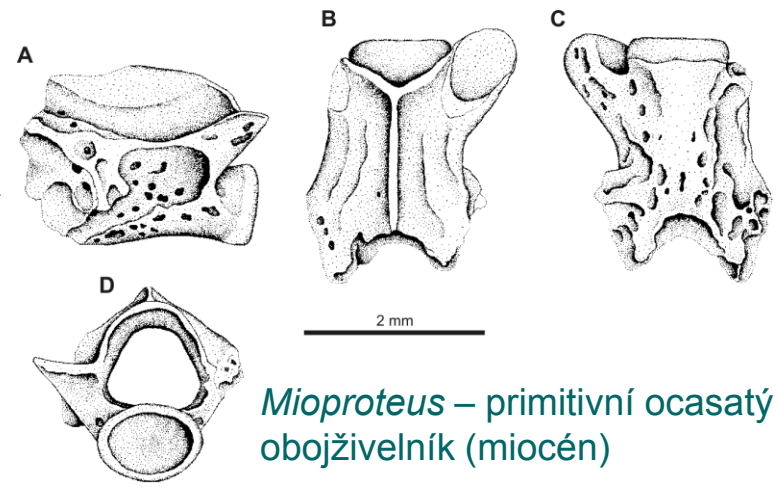 A
B
C
D
2 mm
Mioproteus – primitivní ocasatý
obojživelník (miocén)